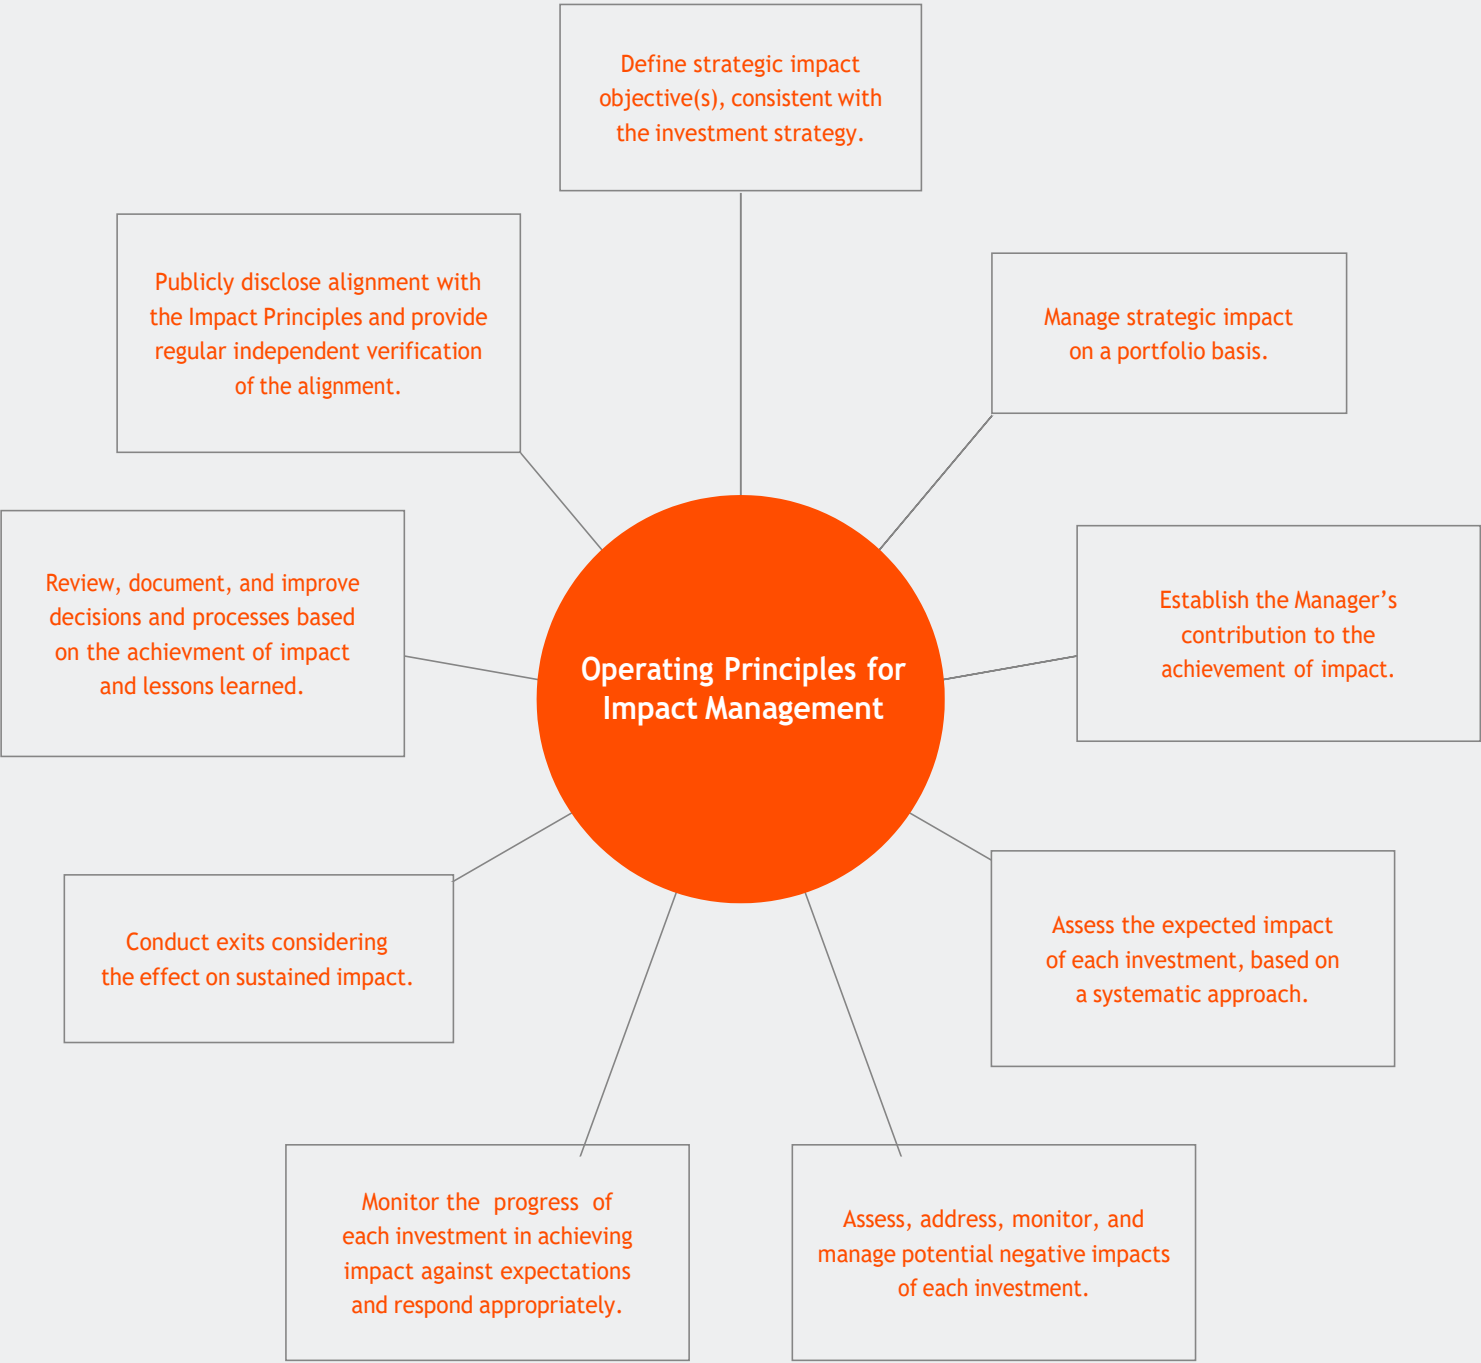 Define strategic impact
objective(s), consistent with
the investment strategy.
Manage strategic impact
on a portfolio basis.
Establish the Manager’s
contribution to the
achievement of impact.
Assess the expected impact
of each investment, based on
a systematic approach.
Assess, address, monitor, and
manage potential negative impacts
of each investment.
Monitor the progress of
each investment in achieving
impact against expectations
and respond appropriately.
Conduct exits considering
the effect on sustained impact.
Review, document, and improve
decisions and processes based
on the achievment of impact
and lessons learned.
Publicly disclose alignment with
the Impact Principles and provide
regular independent verification
of the alignment.
Operating Principles for
Impact Management